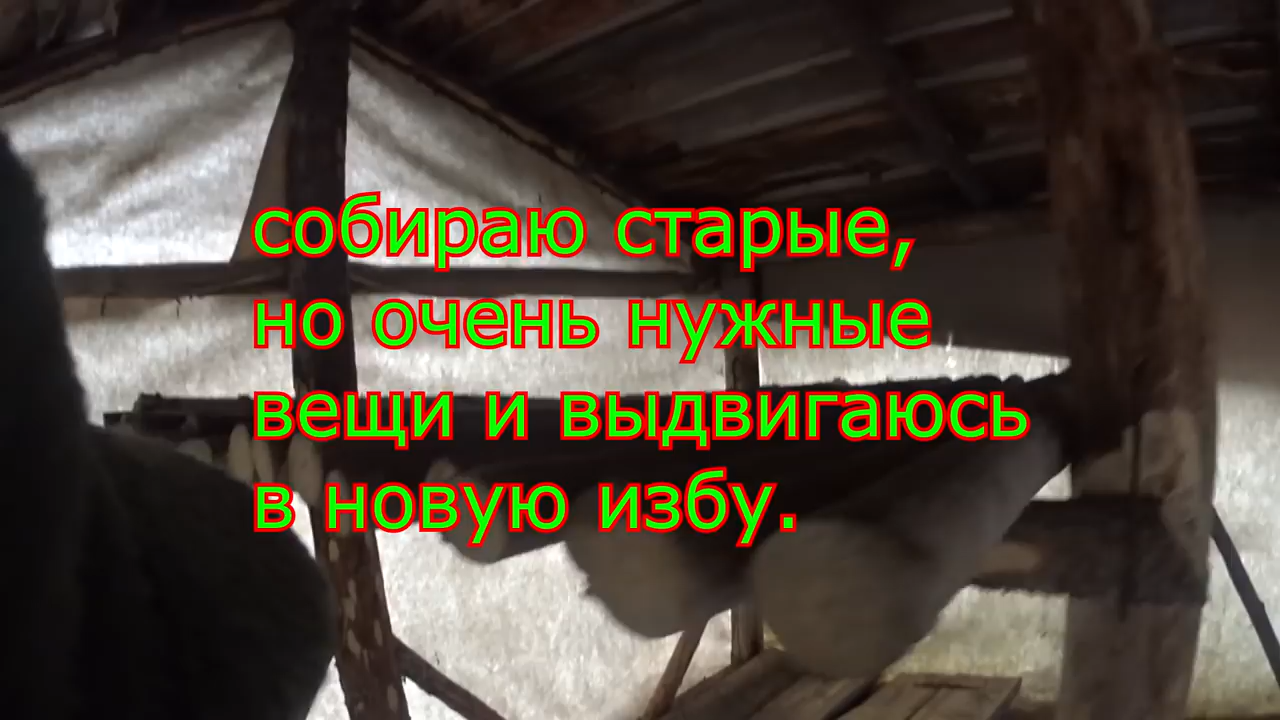 собираю старые,
но очень нужные
вещи и выдвигаюсь
в новую избу.